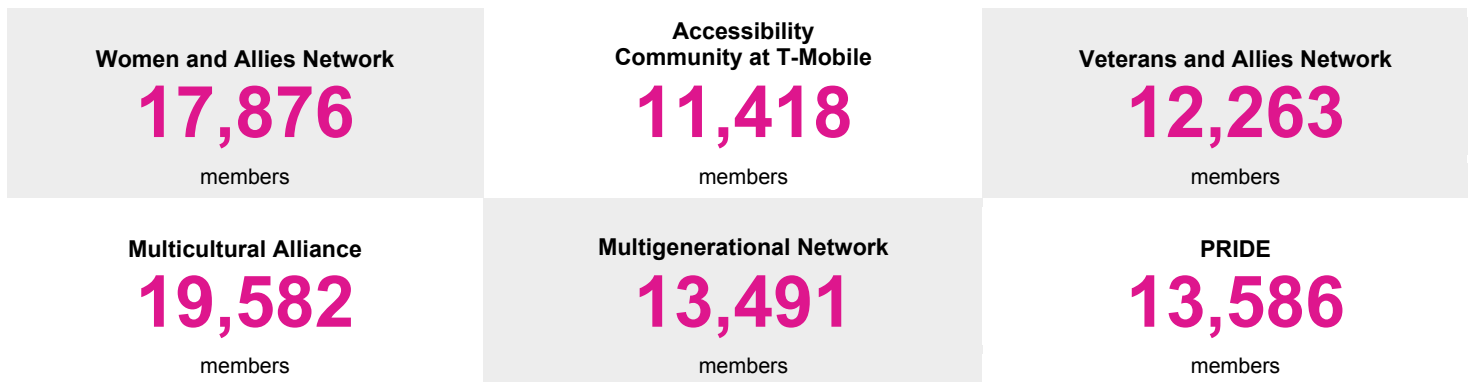 Women and Allies Network
17,876
members
Accessibility
Community at T-Mobile
11,418
members
Veterans and Allies Network
12,263
members
Multicultural Alliance
19,582
members
Multigenerational Network
13,491
members
PRIDE
13,586
members